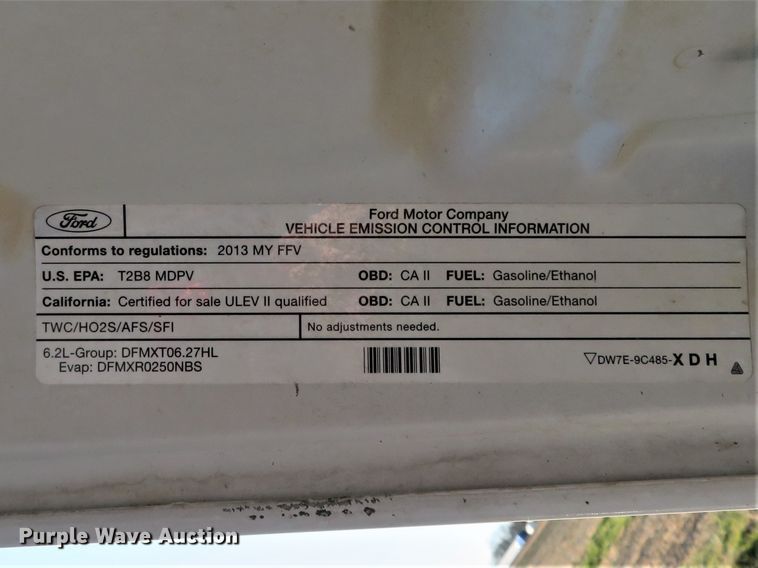 Ford
Ford Motor Company
VEHICLE EMISSION CONTROL INFORMATION
Conforms to regulations: 2013 MY FFV
U.S. EPA: T2B8 MDPV OBD: CA II FUEL: Gasoline/Ethanol
California: Certified for sale ULEV II qualified OBD: CA II FUEL: Gasoline/Ethanol
TWC/HO2S/AFS/SFI No adjustments needed.
6.2L-Group: DFMXT06.27HL
Evap: DFMXR0250NBS
▽DW7E-9C485-XDH
Purple Wave Auction